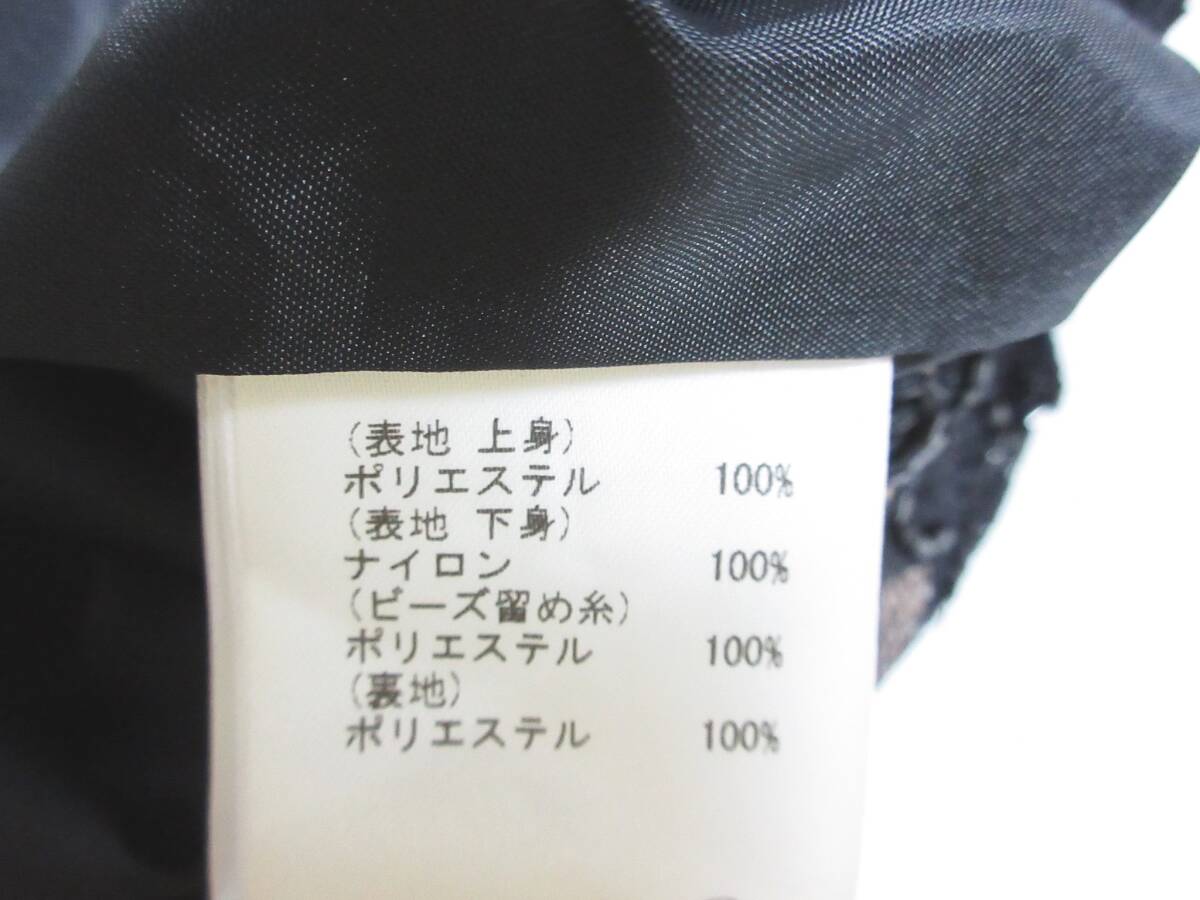 (表地 上身)
ポリエステル 100%
(表地 下身)
ナイロン 100%
(ビーズ留め糸)
ポリエステル 100%
(裏地)
ポリエステル 100%